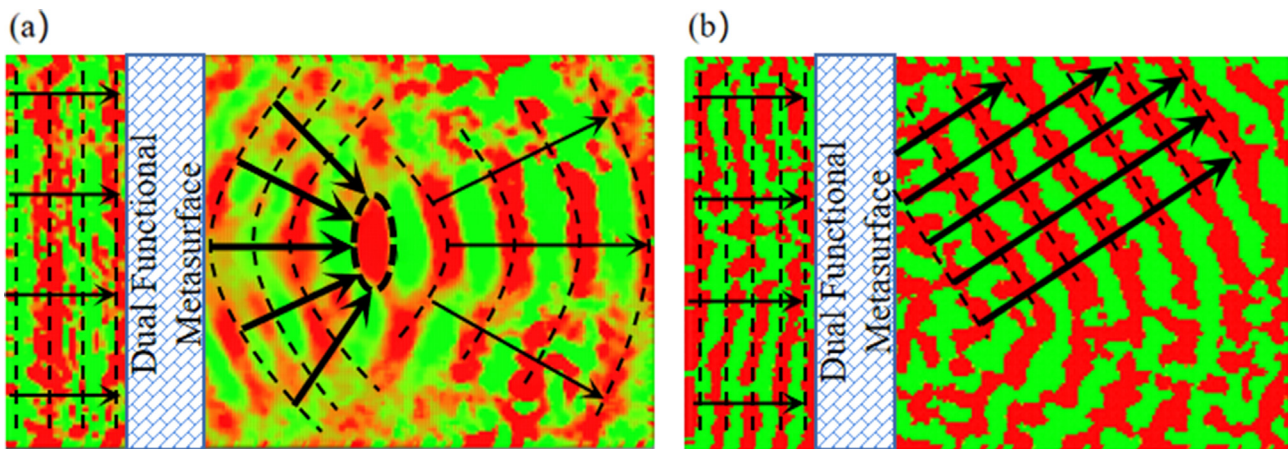 (a)
(b)
Dual Functional
Metasurface
Dual Functional
Metasurface